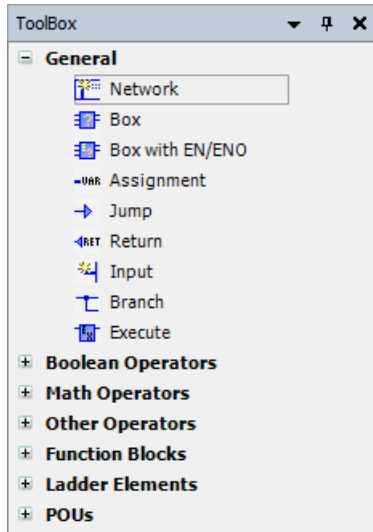 ToolBox
General
Network
Box
Box with EN/ENO
-VAR Assignment
Jump
RET Return
Input
Branch
Ex Execute
Boolean Operators
Math Operators
Other Operators
Function Blocks
Ladder Elements
POUs